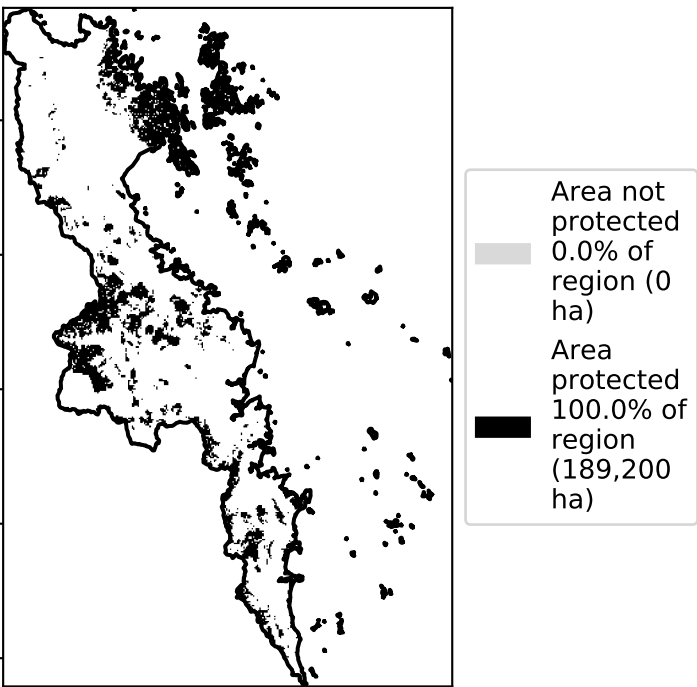 Area not
protected
0.0% of
region (0
ha)
Area
protected
100.0% of
region
(189,200
ha)